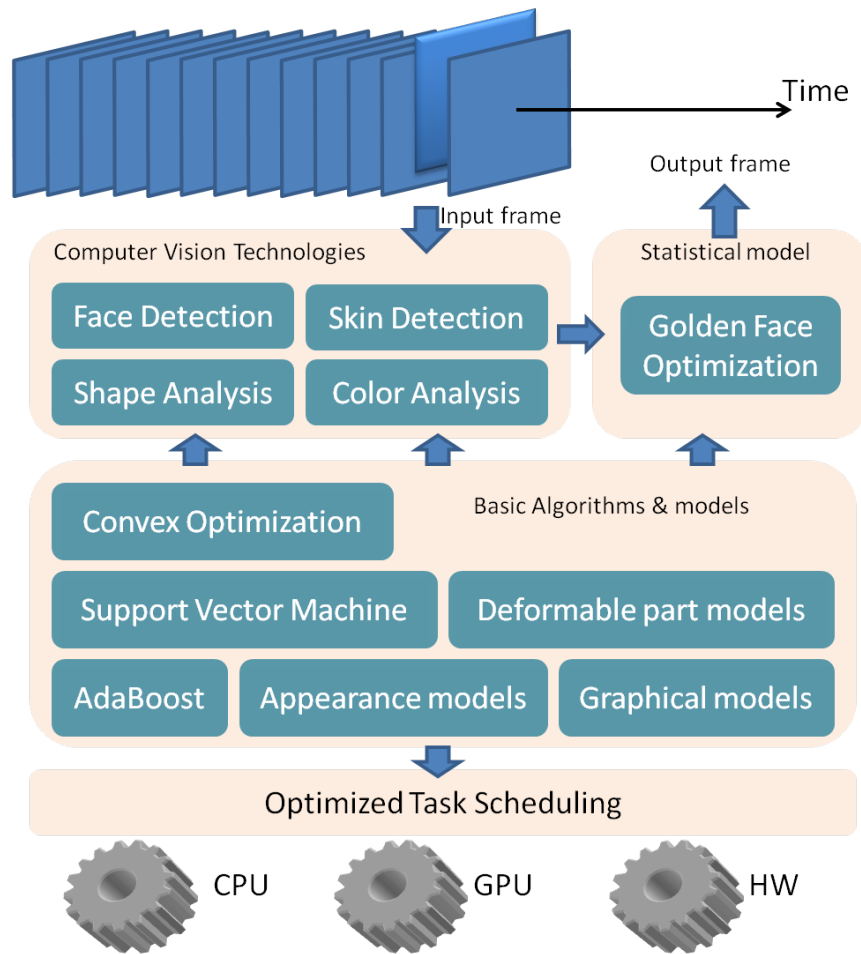 Time
Output frame
Input frame
Computer Vision Technologies
Statistical model
Face Detection
Skin Detection
Golden Face
Optimization
Shape Analysis
Color Analysis
Basic Algorithms & models
Convex Optimization
Support Vector Machine
Deformable part models
AdaBoost
Appearance models
Graphical models
Optimized Task Scheduling
CPU
GPU
HW